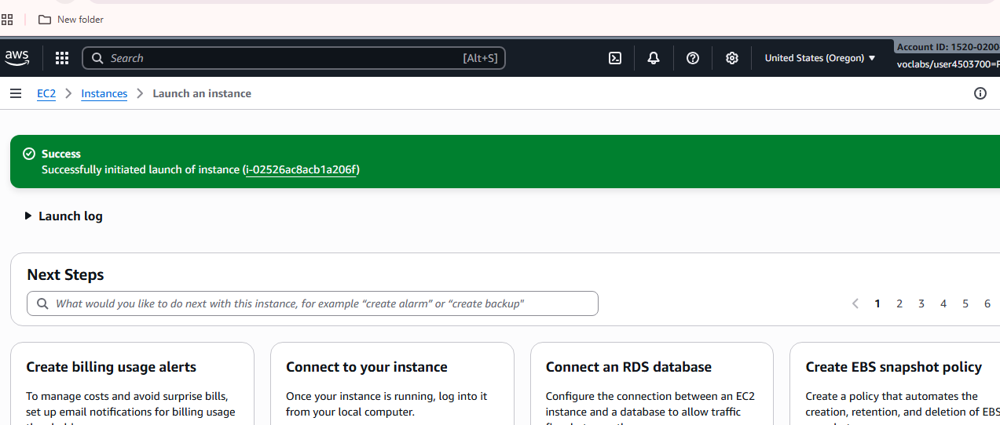 New folder
aws
Search
[Alt+S]
United States (Oregon)
Account ID: 1520-0200
voclabs/user4503700=
EC2
Instances
Launch an instance
Success
Successfully initiated launch of instance (i-02526ac8acb1a206f)
Launch log
Next Steps
What would you like to do next with this instance, for example “create alarm” or “create backup"
1 2 3 4 5 6
Create billing usage alerts
To manage costs and avoid surprise bills,
set up email notifications for billing usage
Connect to your instance
Once your instance is running, log into it
from your local computer.
Connect an RDS database
Configure the connection between an EC2
instance and a database to allow traffic
Create EBS snapshot policy
Create a policy that automates the
creation, retention, and deletion of EBS